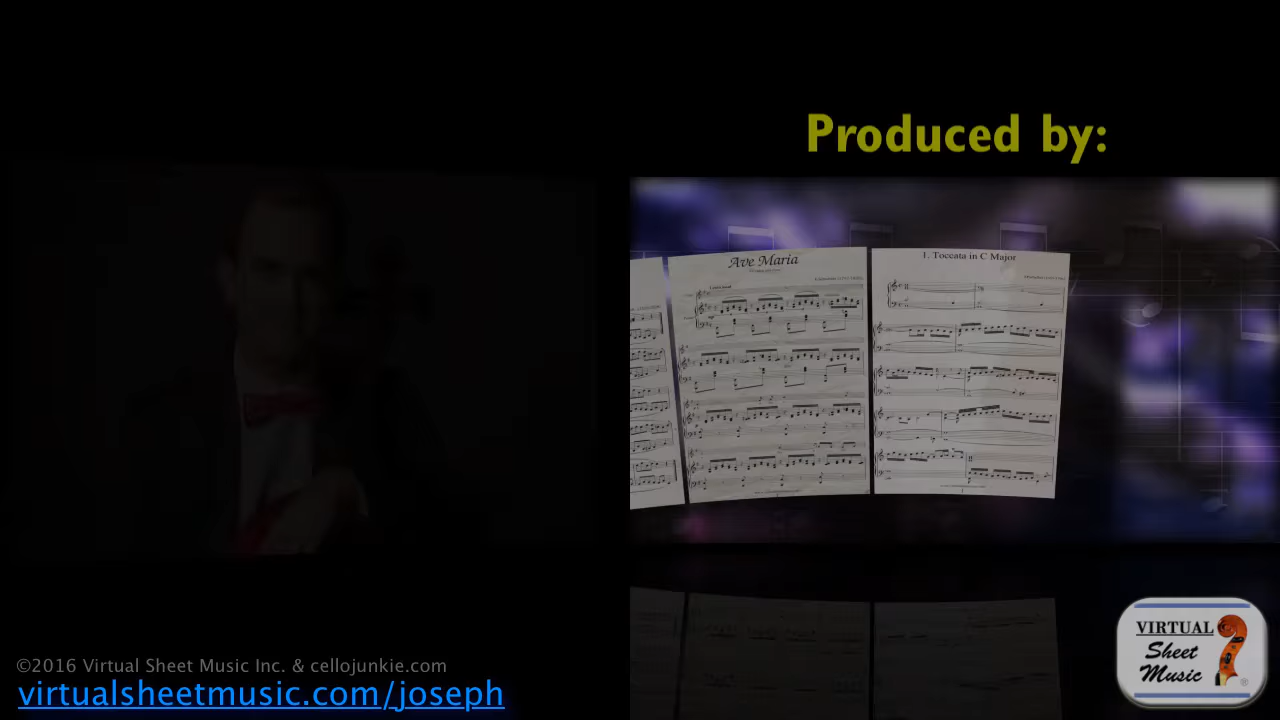 Produced by:
Ave Maria
1. Toccata in C Major
VIRTUAL
Sheet
Music
®
©2016 Virtual Sheet Music Inc. & cellojunkie.com
virtualsheetmusic.com/joseph